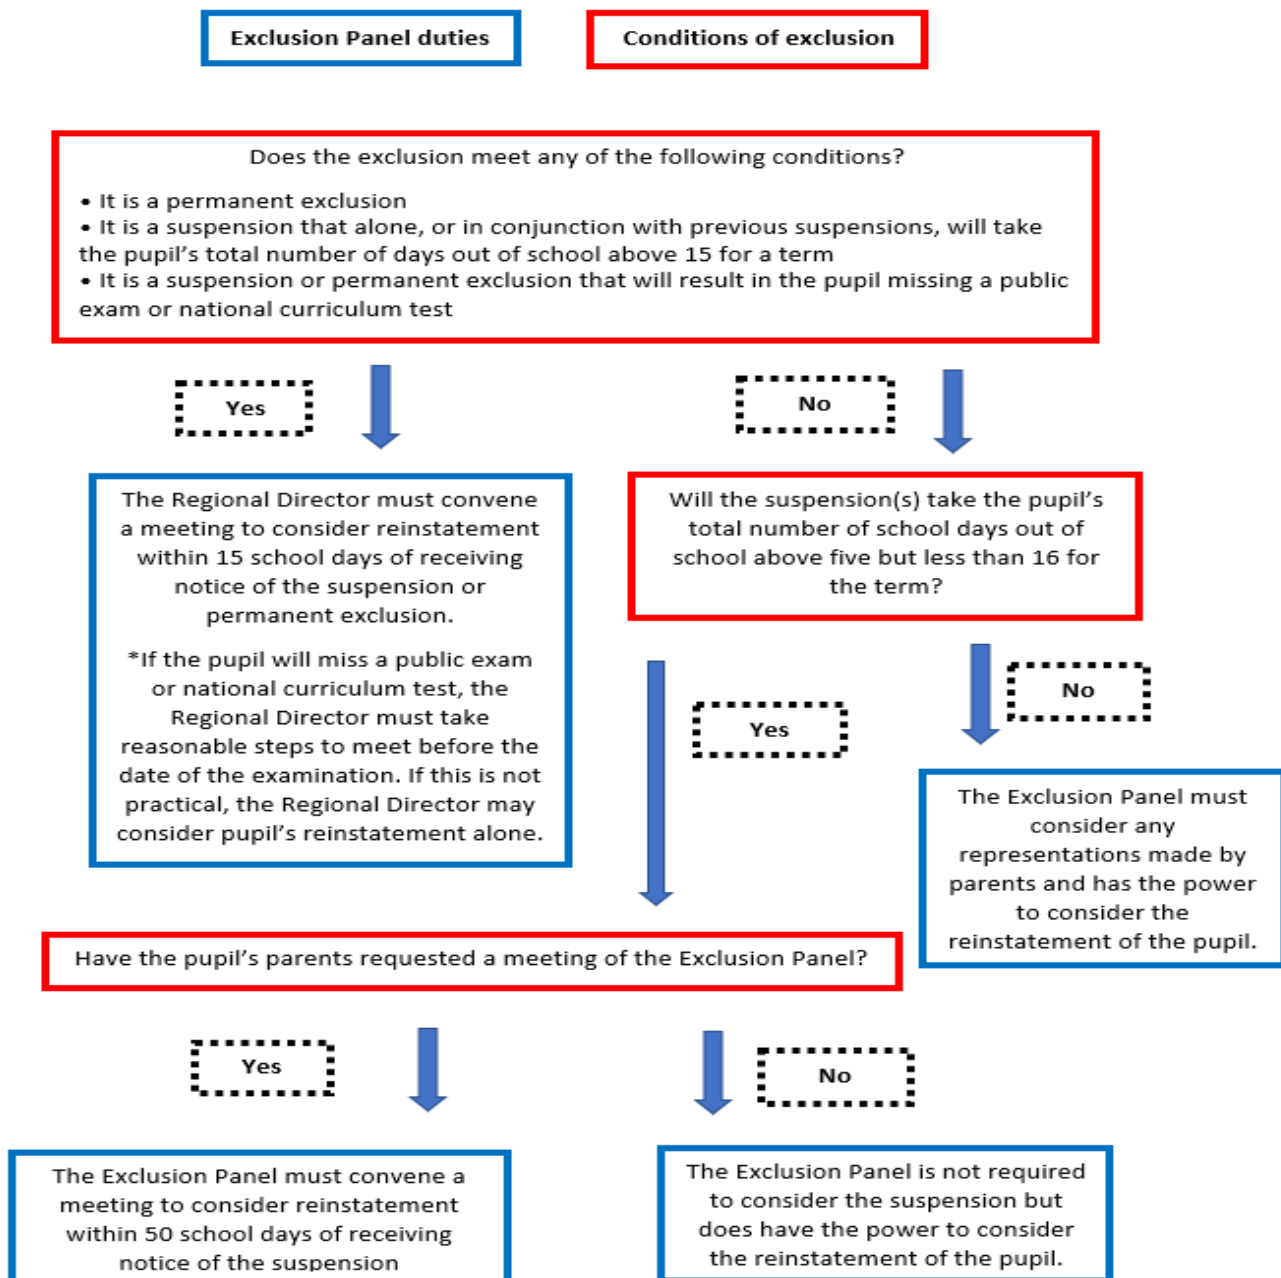 Exclusion Panel duties
Conditions of exclusion
Does the exclusion meet any of the following conditions?
• It is a permanent exclusion
• It is a suspension that alone, or in conjunction with previous suspensions, will take
the pupil’s total number of days out of school above 15 for a term
• It is a suspension or permanent exclusion that will result in the pupil missing a public
exam or national curriculum test
Yes
No
The Regional Director must convene
a meeting to consider reinstatement
within 15 school days of receiving
notice of the suspension or
permanent exclusion.
*If the pupil will miss a public exam
or national curriculum test, the
Regional Director must take
reasonable steps to meet before the
date of the examination. If this is not
practical, the Regional Director may
consider pupil’s reinstatement alone.
Will the suspension(s) take the pupil’s
total number of school days out of
school above five but less than 16 for
the term?
Yes
No
The Exclusion Panel must
consider any
representations made by
parents and has the power
to consider the
reinstatement of the pupil.
Have the pupil’s parents requested a meeting of the Exclusion Panel?
Yes
No
The Exclusion Panel must convene a
meeting to consider reinstatement
within 50 school days of receiving
notice of the suspension
The Exclusion Panel is not required
to consider the suspension but
does have the power to consider
the reinstatement of the pupil.